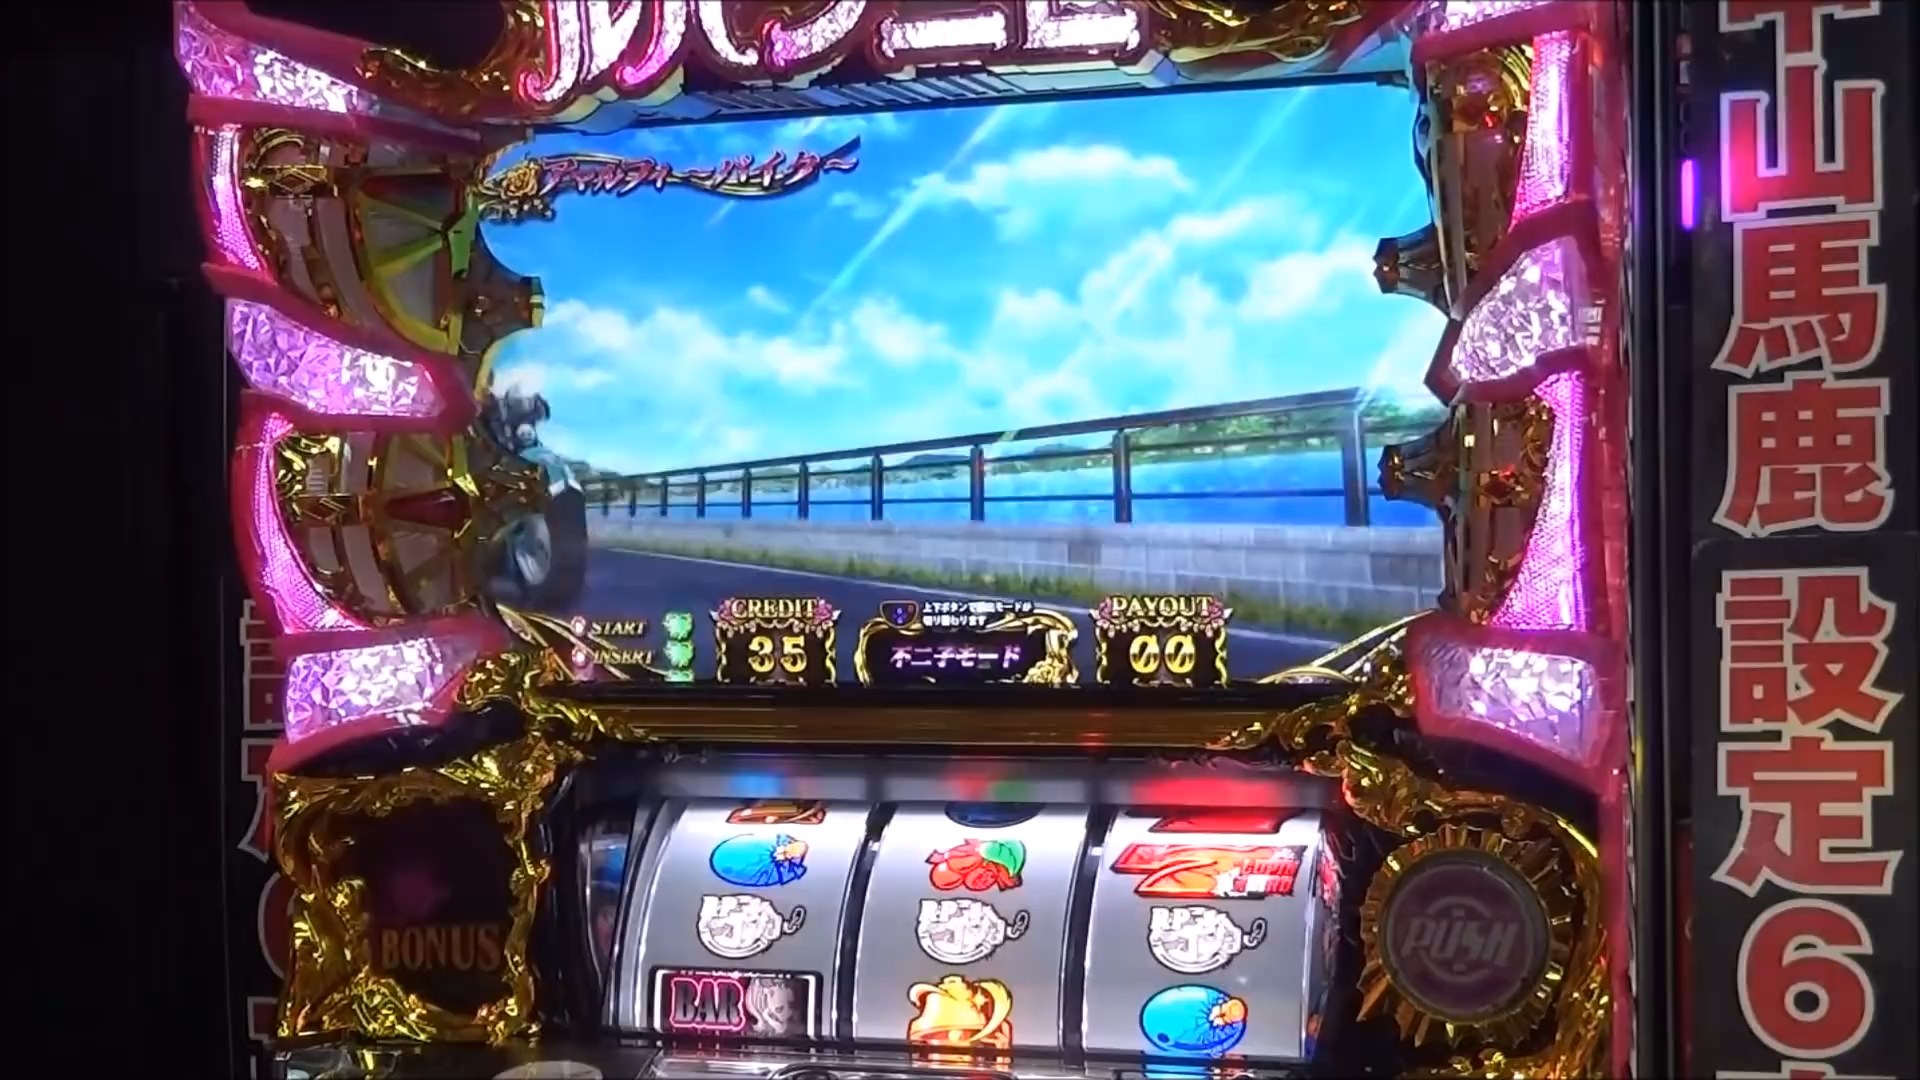 アマルフィ～バイク～
START
INSERT
CREDIT
35
上下ボタンで演出モードが
切り替わります
不二子モード
PAYOUT
00
BONUS
BAR
PUSH
山馬鹿 設定6